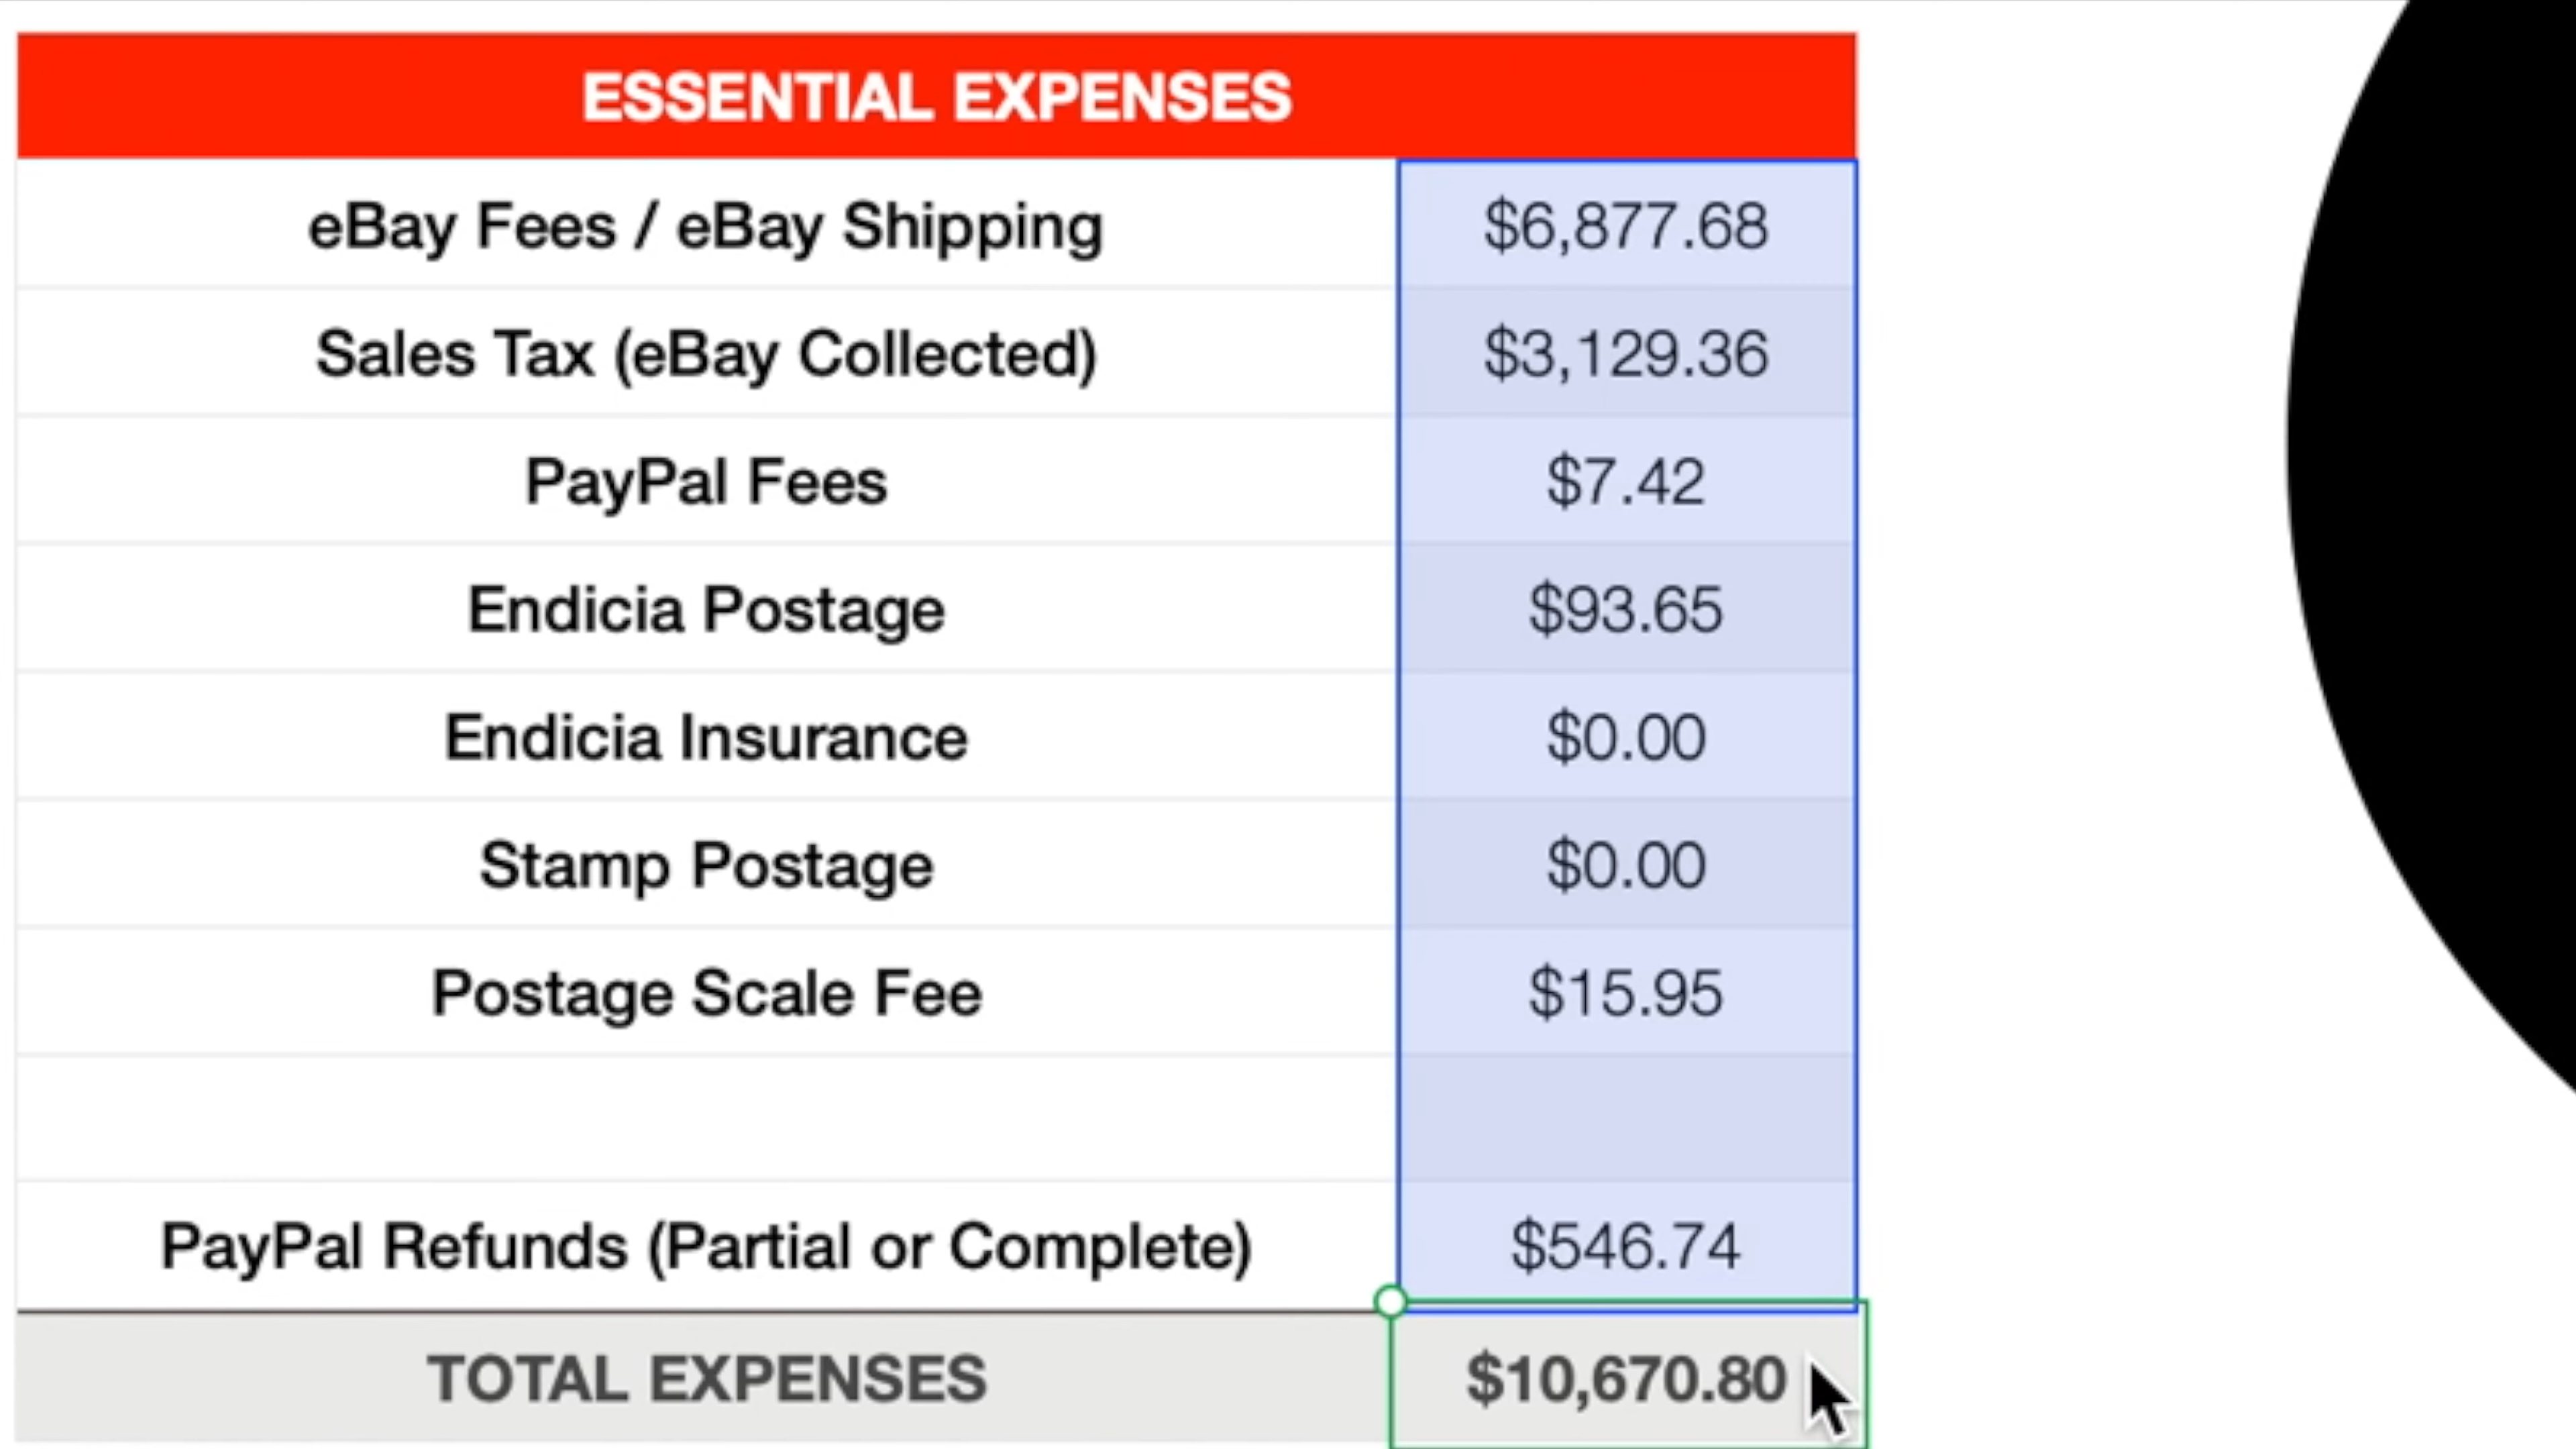 ESSENTIAL EXPENSES
eBay Fees / eBay Shipping $6,877.68
Sales Tax (eBay Collected) $3,129.36
PayPal Fees $7.42
Endicia Postage $93.65
Endicia Insurance $0.00
Stamp Postage $0.00
Postage Scale Fee $15.95
PayPal Refunds (Partial or Complete) $546.74
TOTAL EXPENSES $10,670.80